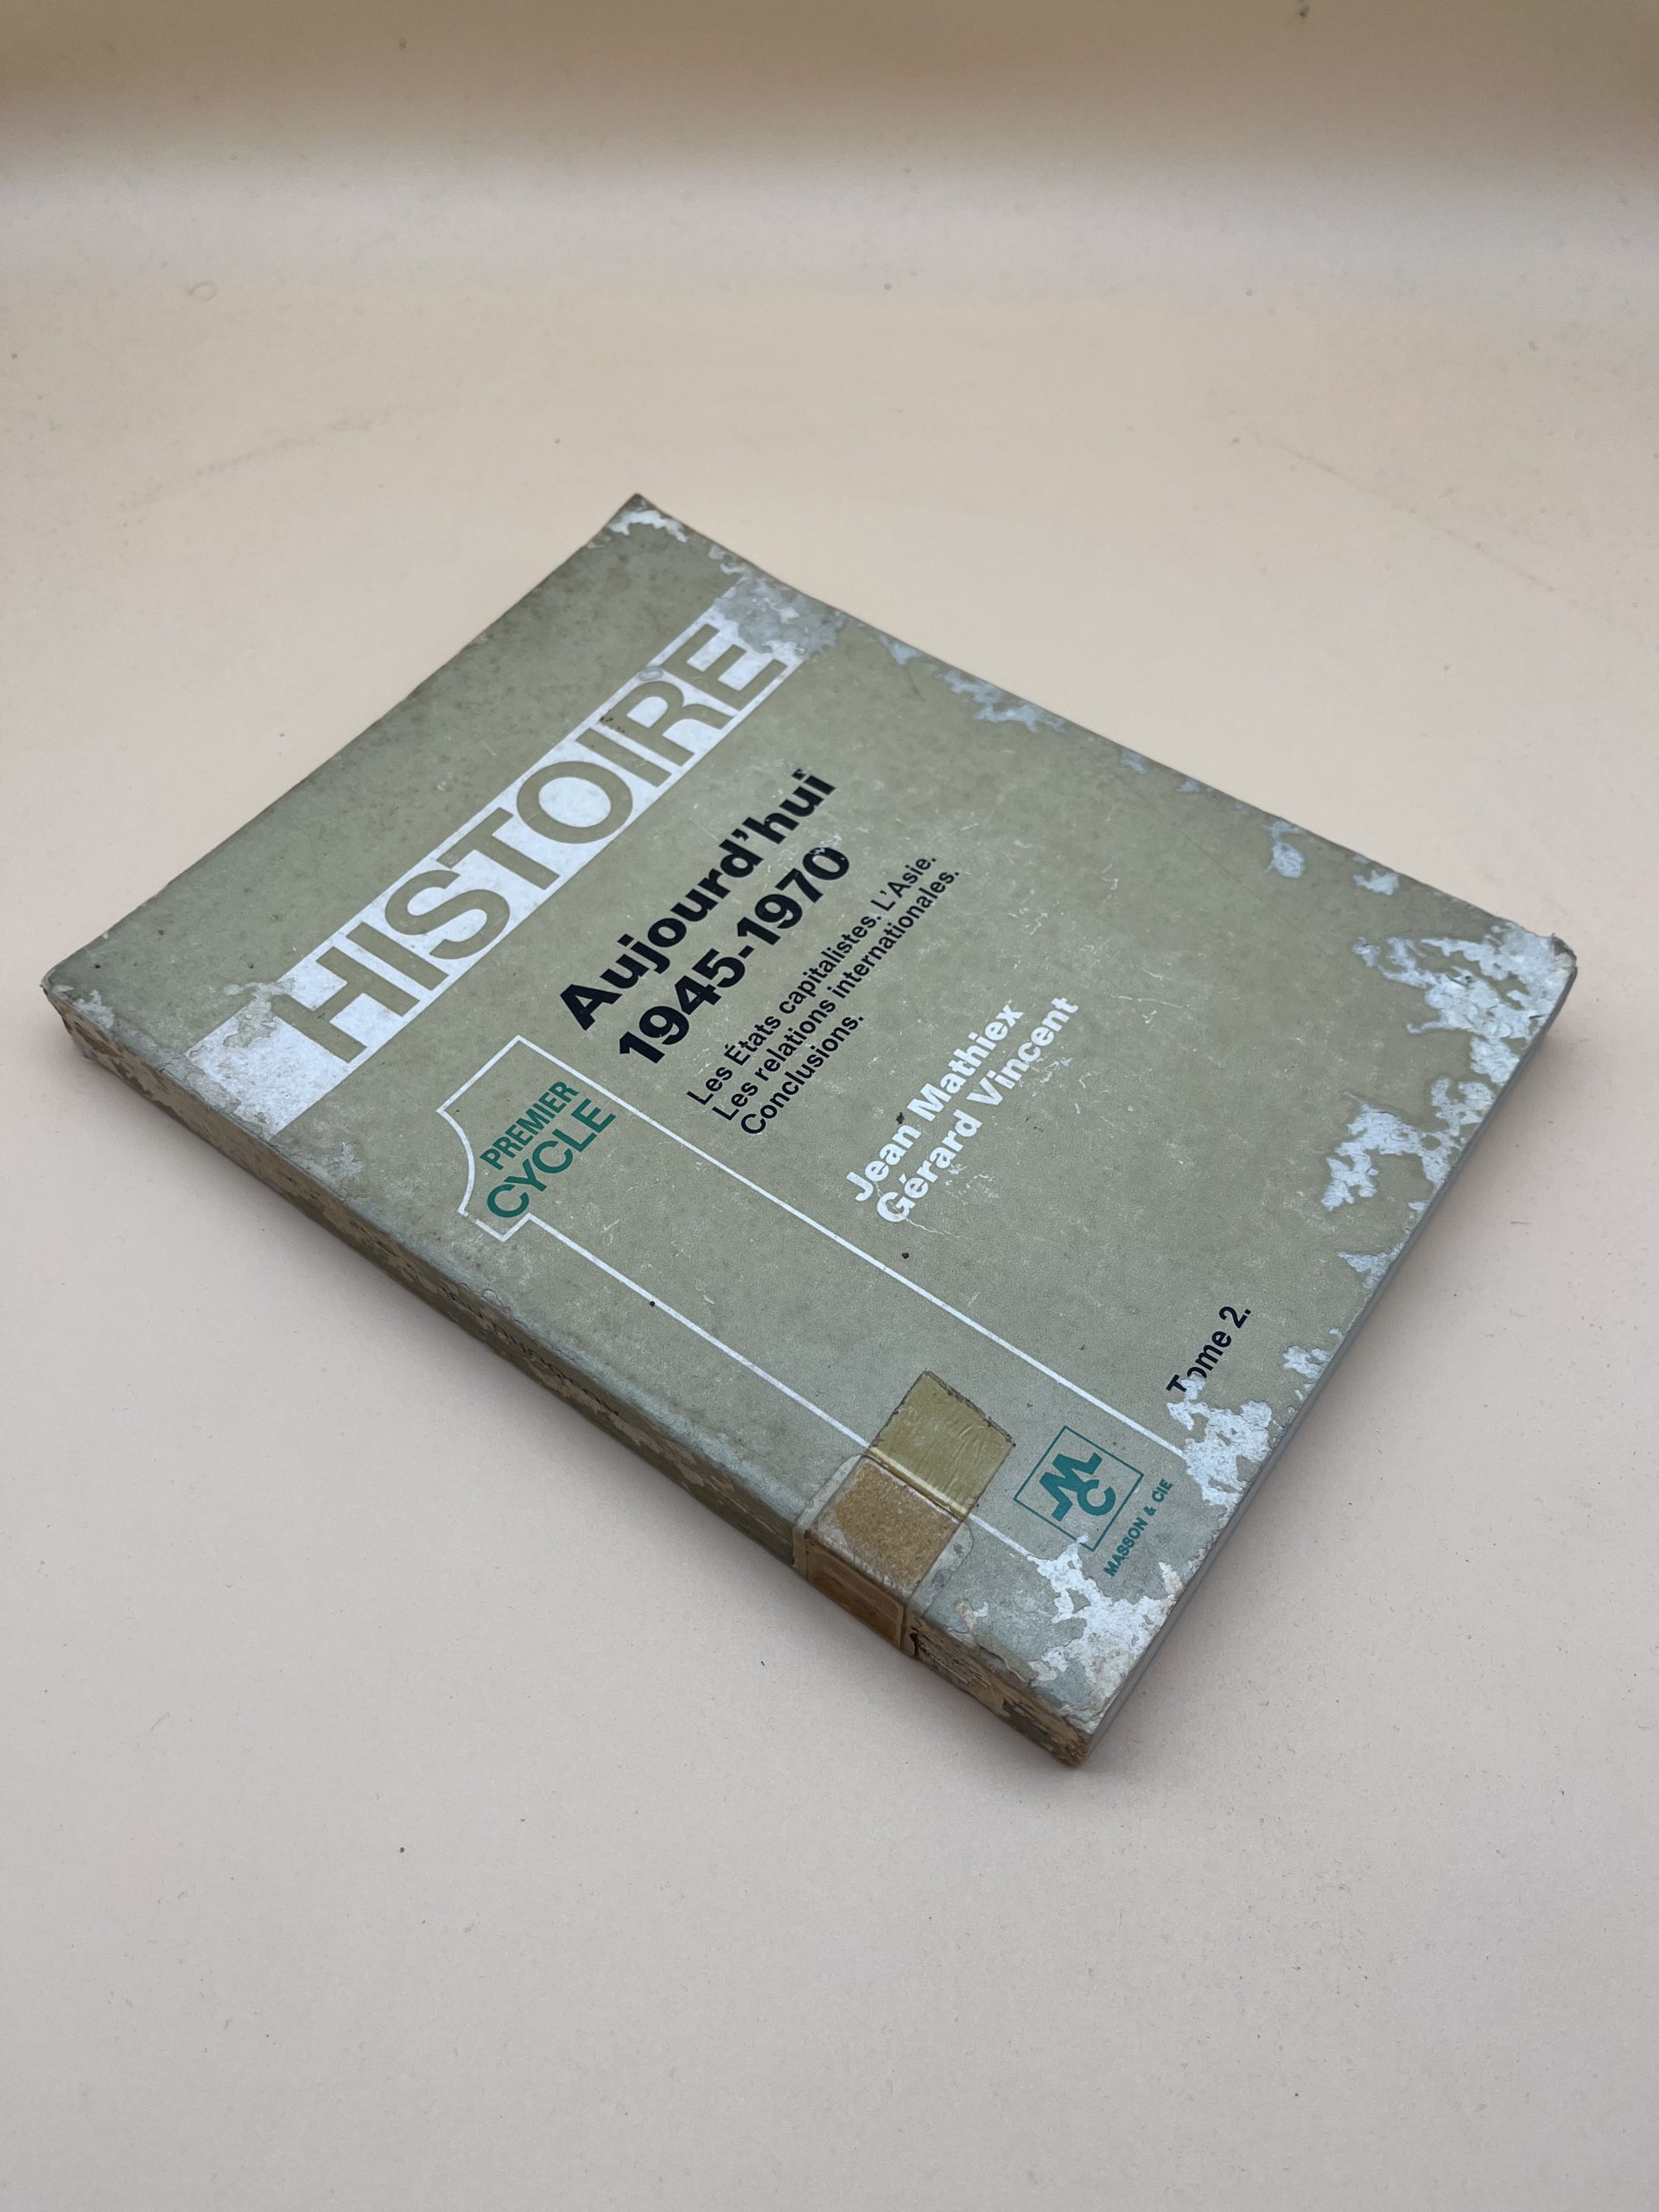 HISTOIRE
Aujourd'hui
1945-1970
Les États capitalistes. L'Asie.
Les relations internationales.
Conclusions.
PREMIER
CYCLE
Jean Mathiex
Gérard Vincent
Tome 2.
MC
MASSON & CIE